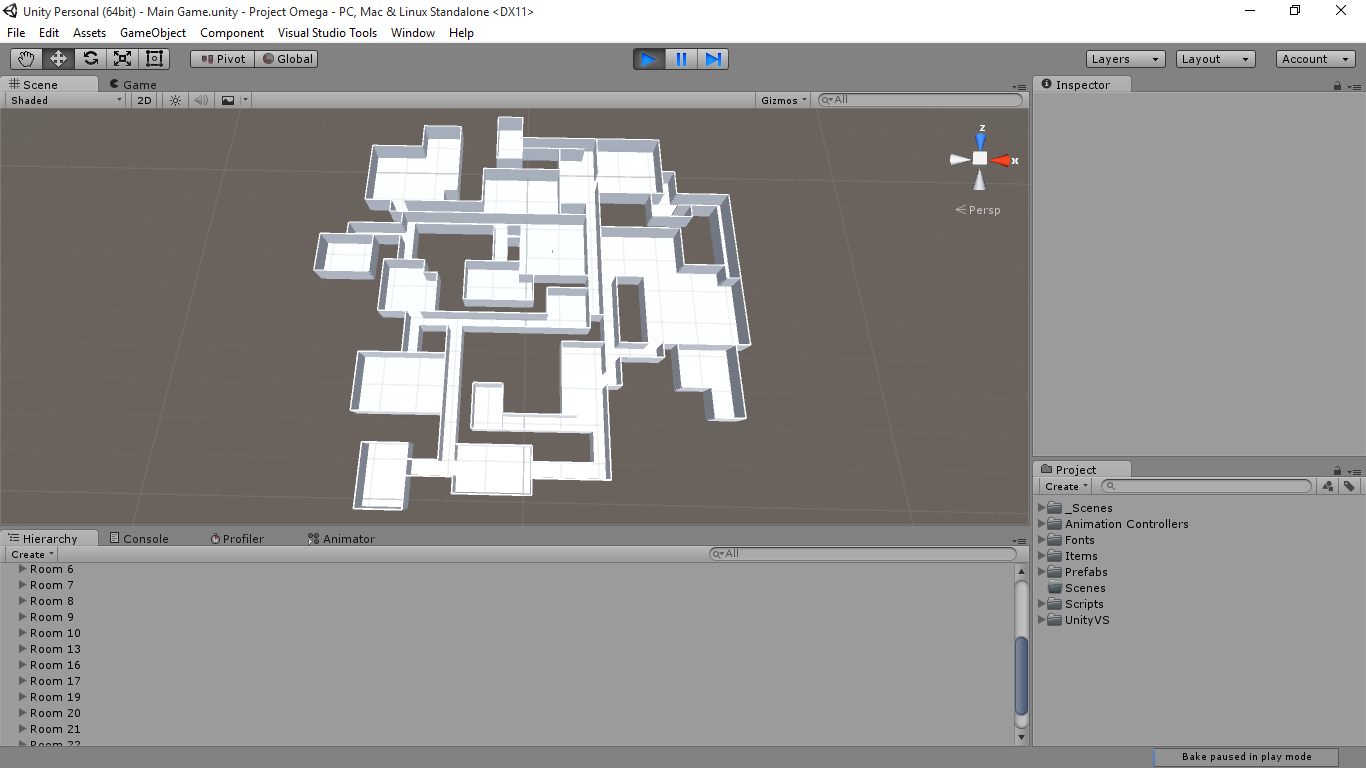 Unity Personal (64bit) - Main Game.unity - Project Omega - PC, Mac & Linux Standalone <DX11>
File Edit Assets GameObject Component Visual Studio Tools Window Help
Pivot Global Layers Layout Account
Scene Game Inspector
Shaded 2D Gizmos All
z
x
Persp
Project
Create
_Scenes
Animation Controllers
Fonts
Items
Prefabs
Scenes
Scripts
UnityVS
Hierarchy Console Profiler Animator
Create All
Room 6
Room 7
Room 8
Room 9
Room 10
Room 13
Room 16
Room 17
Room 19
Room 20
Room 21
Room 22
Bake paused in play mode